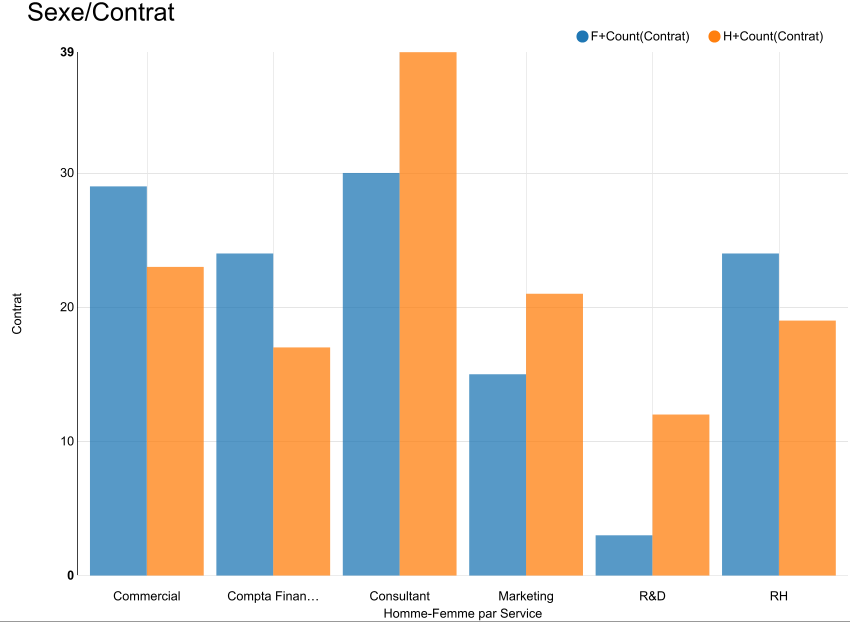 Sexe/Contrat
F+Count(Contrat) H+Count(Contrat)
39
30
20
10
0
Contrat
Commercial Compta Finan… Consultant Marketing R&D RH
Homme-Femme par Service